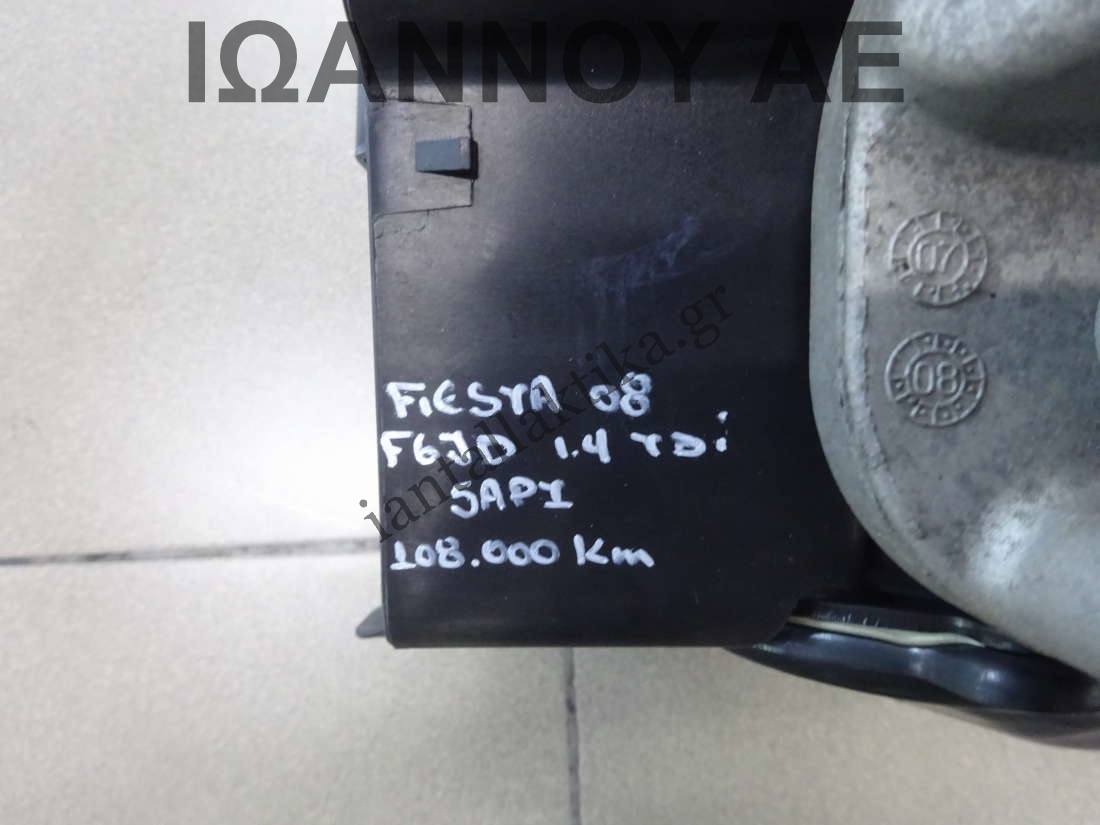 ΙΩΑΝΝΟΥ ΑΕ
07
08
iantallaktika.gr
FiESTA 08
F6JD 1.4 TDi
5API
108.000 Km